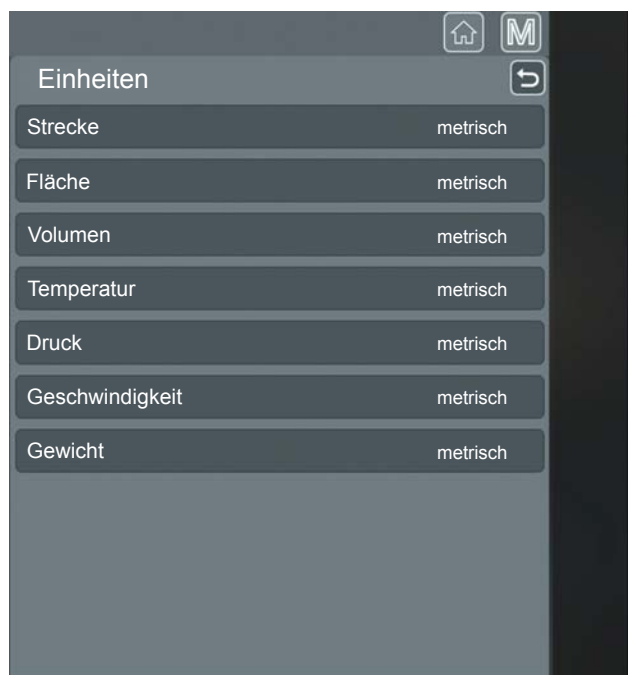 M
Einheiten
Strecke metrisch
Fläche metrisch
Volumen metrisch
Temperatur metrisch
Druck metrisch
Geschwindigkeit metrisch
Gewicht metrisch